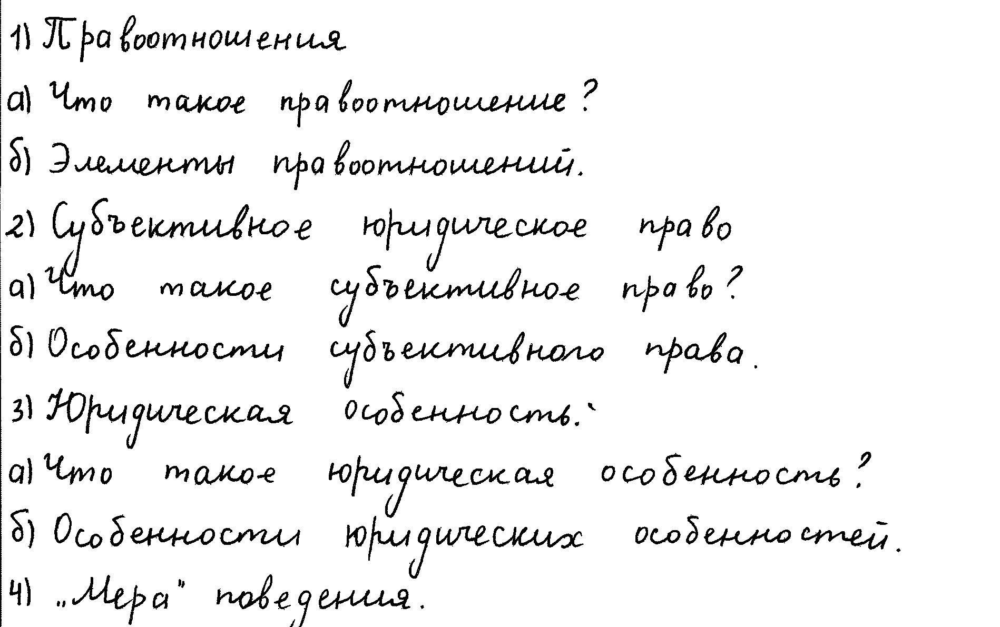 1) Правоотношения
а) Что такое правоотношение?
б) Элементы правоотношений.
2) Субъективное юридическое право
а) Что такое субъективное право?
б) Особенности субъективного права.
3) Юридическая особенность.
а) Что такое юридическая особенность?
б) Особенности юридических особенностей.
4) „Мера" поведения.